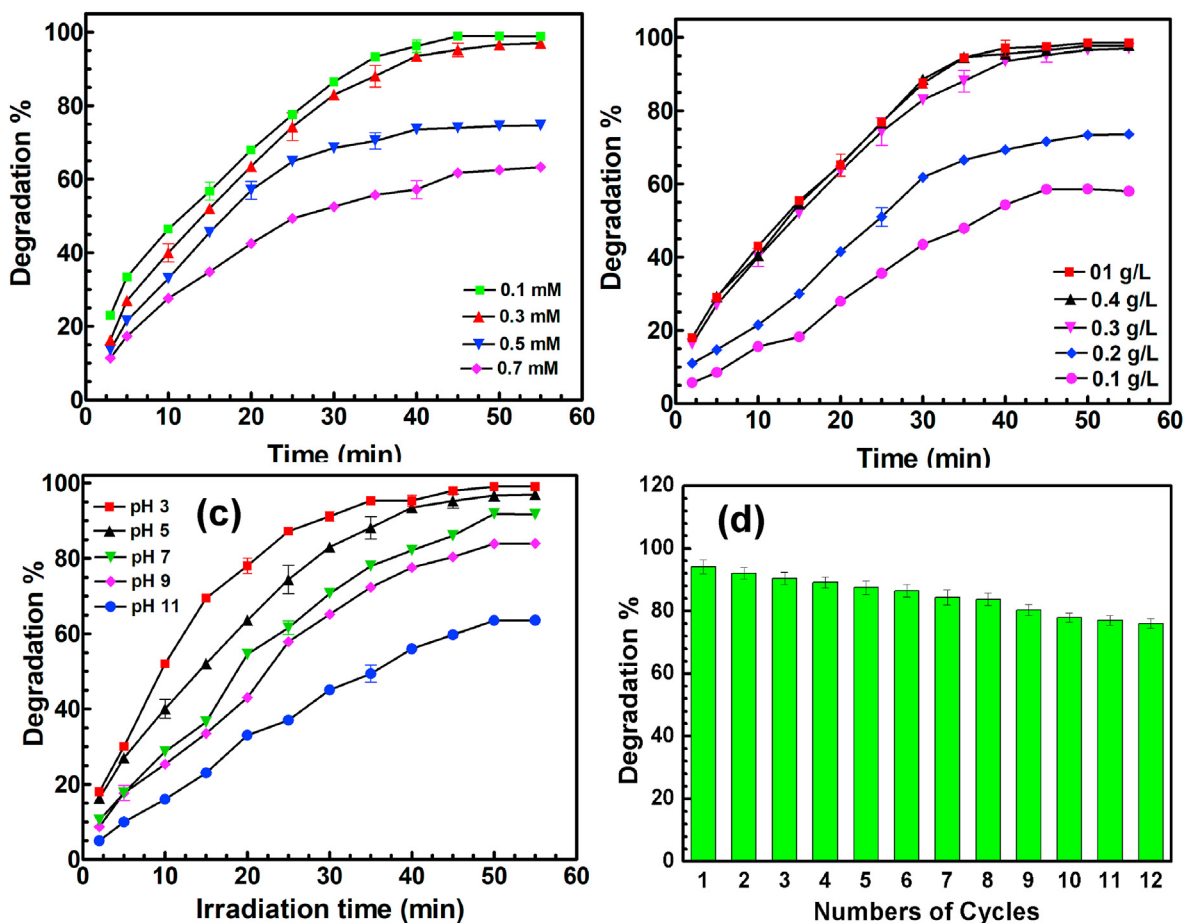 Degradation %
100
80
60
40
20
0
0.1 mM
0.3 mM
0.5 mM
0.7 mM
0 10 20 30 40 50 60
Time (min)
Degradation %
100
80
60
40
20
0
01 g/L
0.4 g/L
0.3 g/L
0.2 g/L
0.1 g/L
0 10 20 30 40 50 60
Time (min)
(c)
Degradation %
100
80
60
40
20
0
pH 3
pH 5
pH 7
pH 9
pH 11
0 10 20 30 40 50 60
Irradiation time (min)
(d)
Degradation %
120
100
80
60
40
20
0
1 2 3 4 5 6 7 8 9 10 11 12
Numbers of Cycles